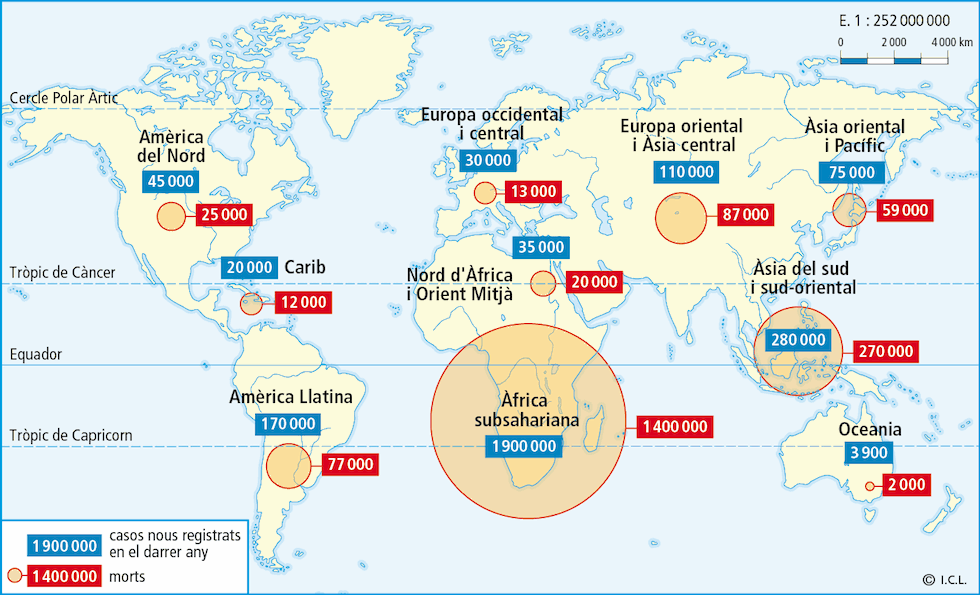 E. 1 : 252 000 000
0 2 000 4 000 km
Cercle Polar Àrtic
Amèrica
del Nord
45 000
25 000
Europa occidental
i central
30 000
13 000
Europa oriental
i Àsia central
110 000
87 000
Àsia oriental
i Pacífic
75 000
59 000
Tròpic de Càncer
20 000 Carib
12 000
35 000
Nord d'Àfrica
i Orient Mitjà
20 000
Àsia del sud
i sud-oriental
280 000
270 000
Equador
Amèrica Llatina
170 000
77 000
Àfrica
subsahariana
1 900 000
1 400 000
Tròpic de Capricorn
Oceania
3 900
2 000
1 900 000 casos nous registrats
en el darrer any
1 400 000 morts
© I.C.L.